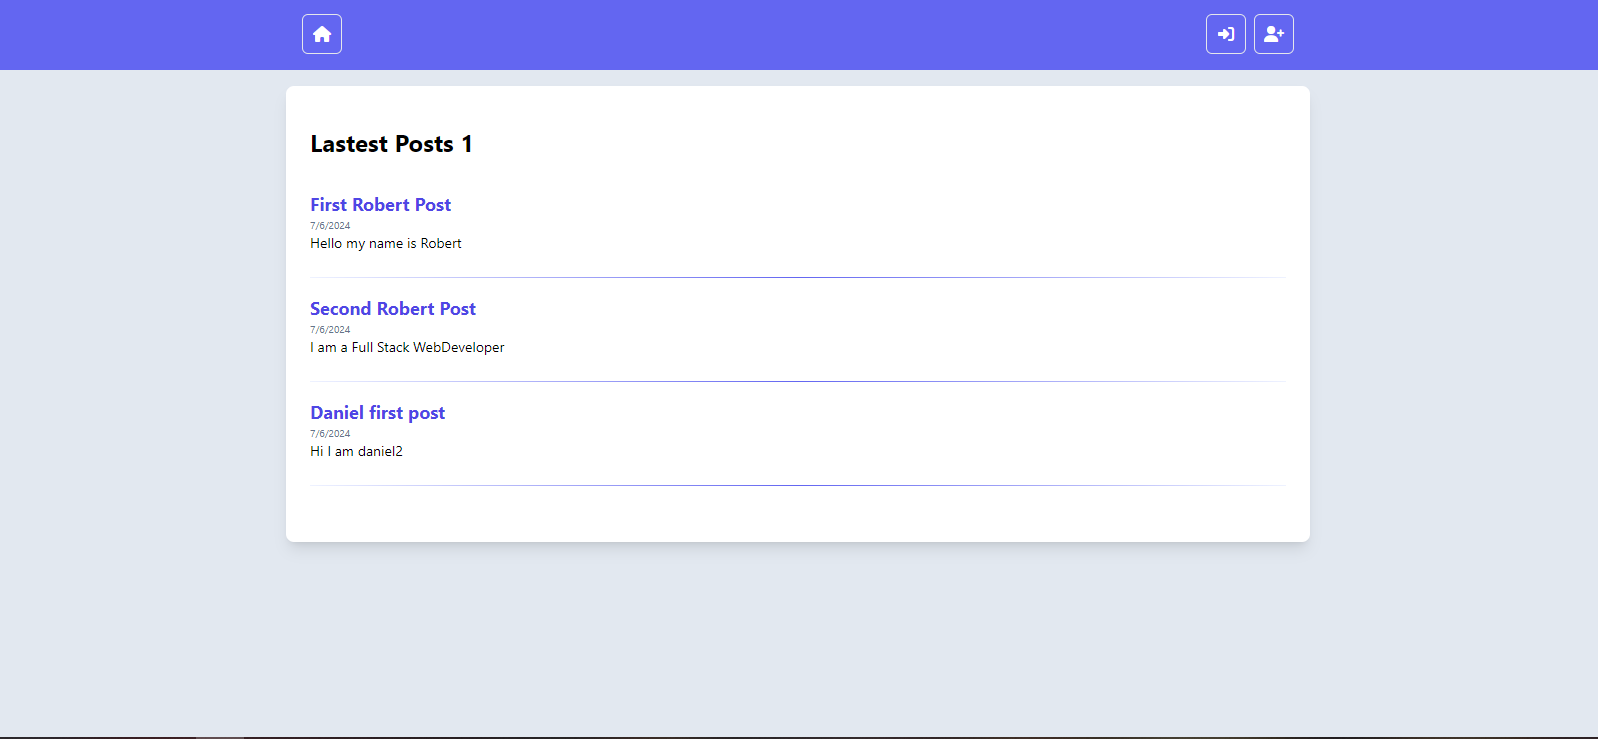 Lastest Posts 1
First Robert Post
7/6/2024
Hello my name is Robert
Second Robert Post
7/6/2024
I am a Full Stack WebDeveloper
Daniel first post
7/6/2024
Hi I am daniel2